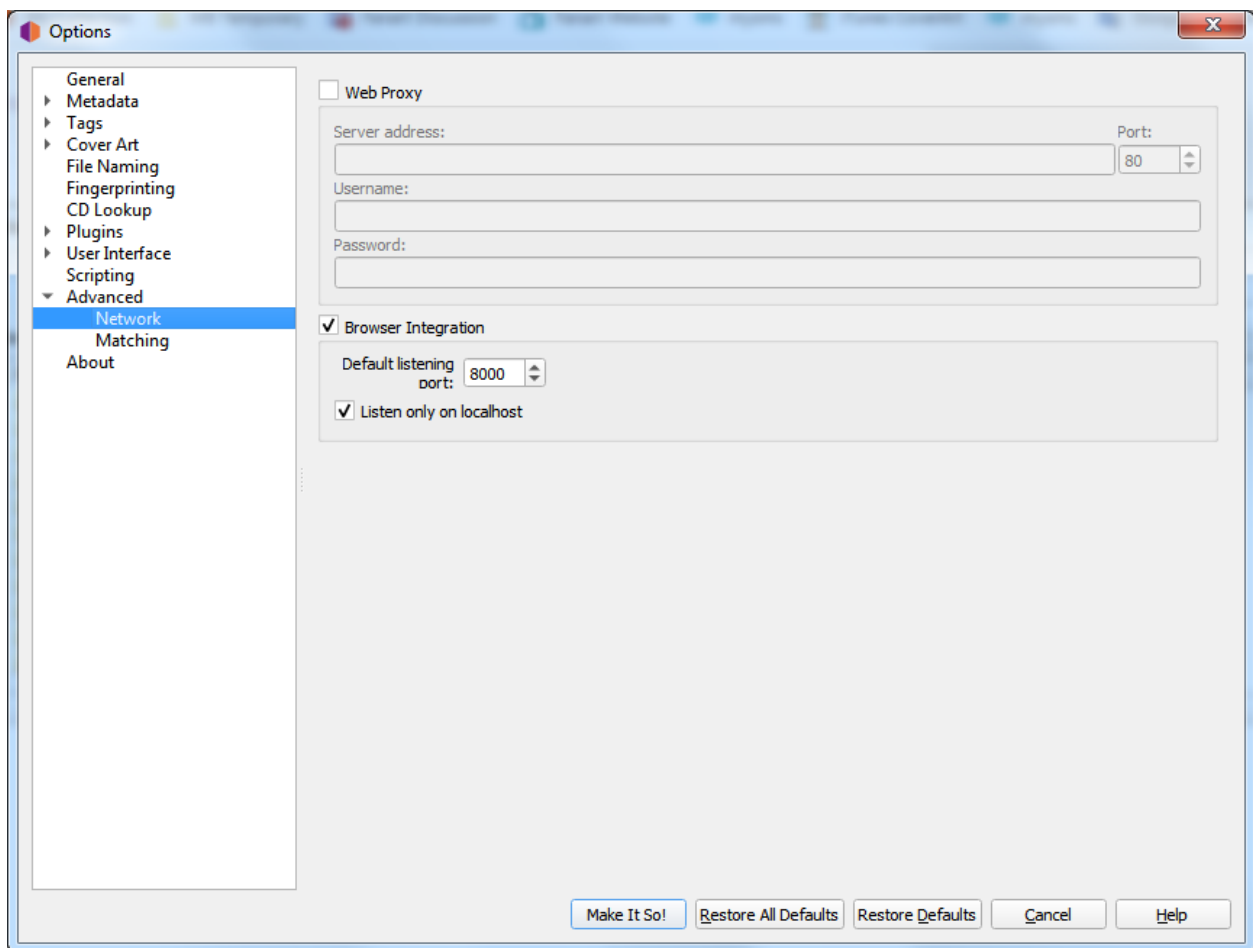 Options
General
Metadata
Tags
Cover Art
File Naming
Fingerprinting
CD Lookup
Plugins
User Interface
Scripting
Advanced
Network
Matching
About
Web Proxy
Server address:
Port:
80
Username:
Password:
Browser Integration
Default listening
port:
8000
Listen only on localhost
Make It So!
Restore All Defaults
Restore Defaults
Cancel
Help